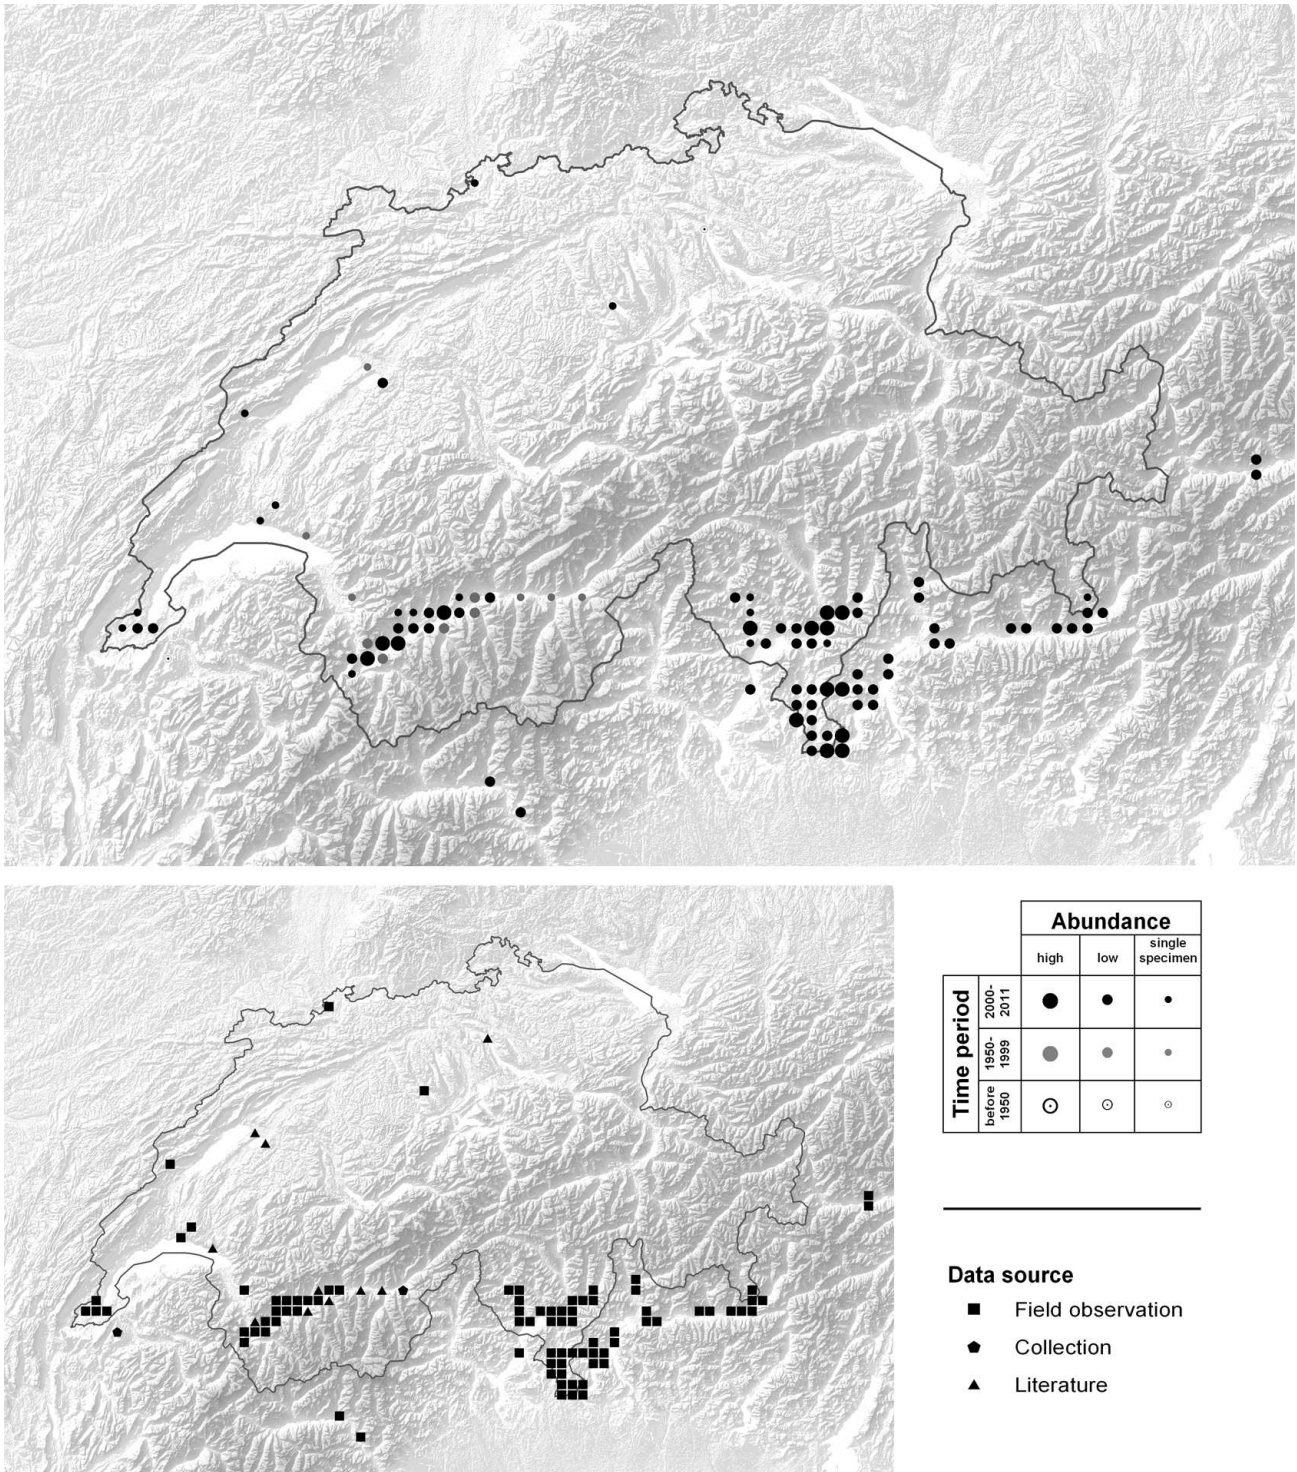 Abundance
high low single
specimen
Time period
2000-
2011
1950-
1999
before
1950
Data source
Field observation
Collection
Literature